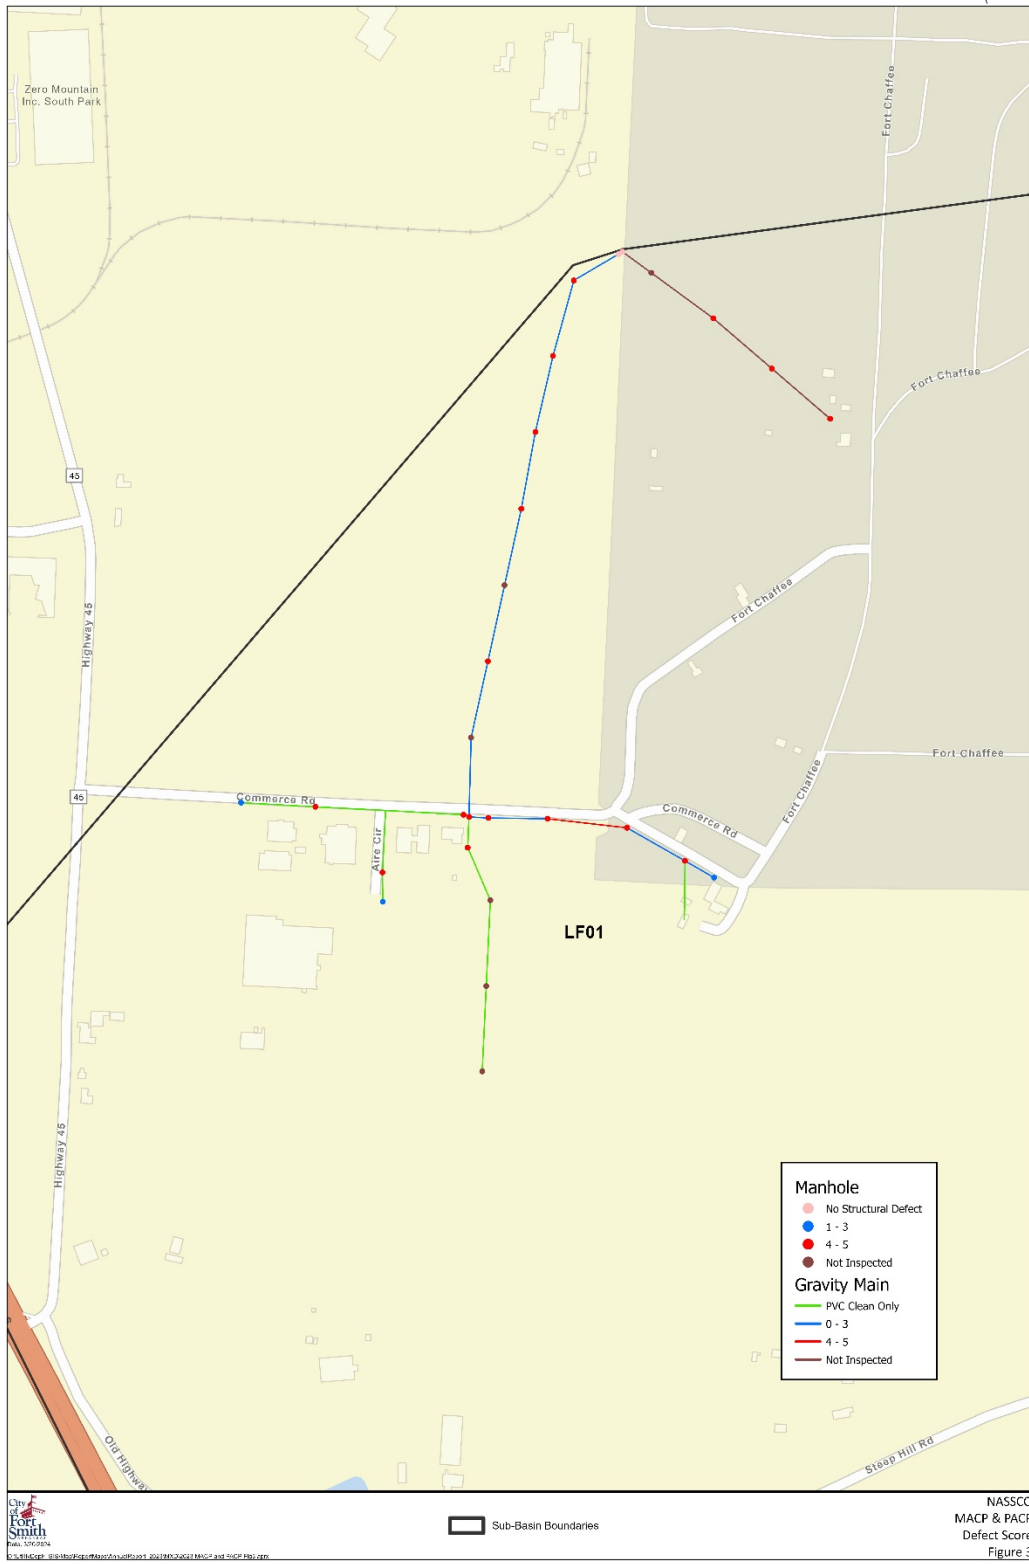 Zero Mountain
Inc. South Park
Fort Chaffee
Fort Chaffee
45
Fort Chaffee
Highway 45
Fort Chaffee
45
Commerce Rd
Commerce Rd
Fort Chaffee
Aire Cir
LF01
Highway 45
Manhole
No Structural Defect
1 - 3
4 - 5
Not Inspected
Gravity Main
PVC Clean Only
0 - 3
4 - 5
Not Inspected
Old Highway
Steep Hill Rd
City
of
Fort
Smith
Sub-Basin Boundaries
NASSCO
MACP & PACP
Defect Score
Figure 3